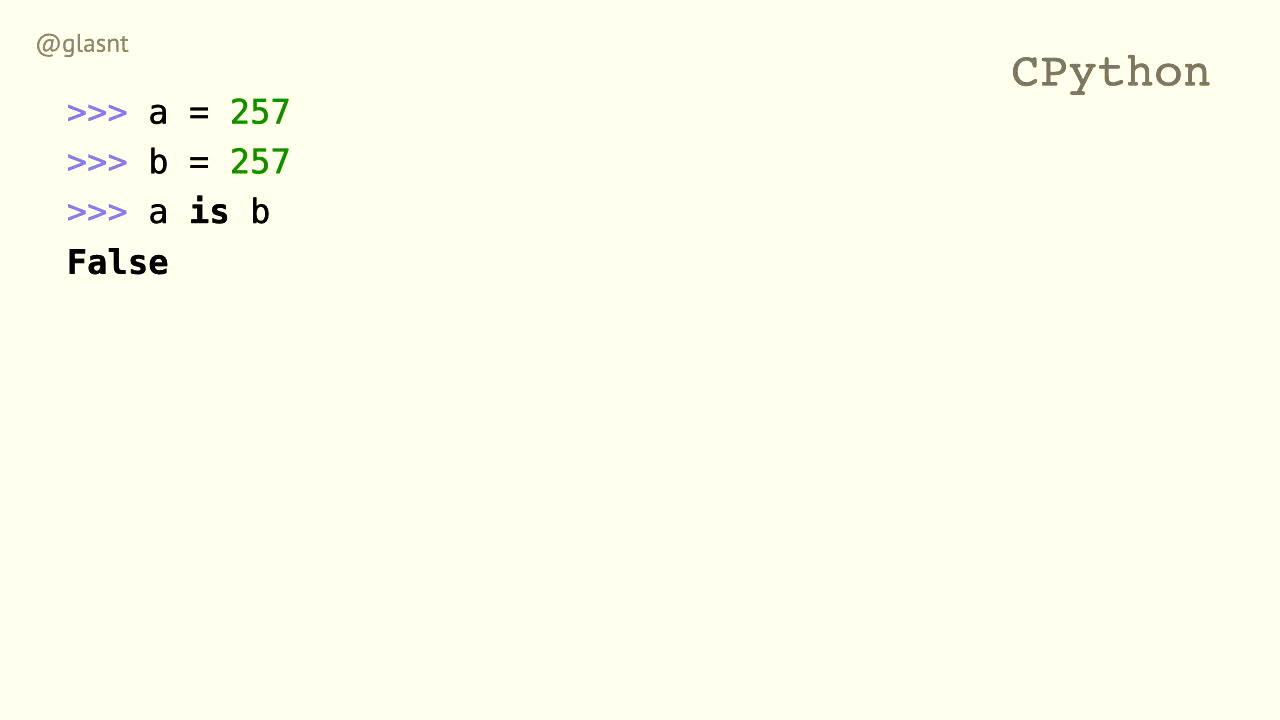 @glasnt
CPython
>>> a = 257
>>> b = 257
>>> a is b
False